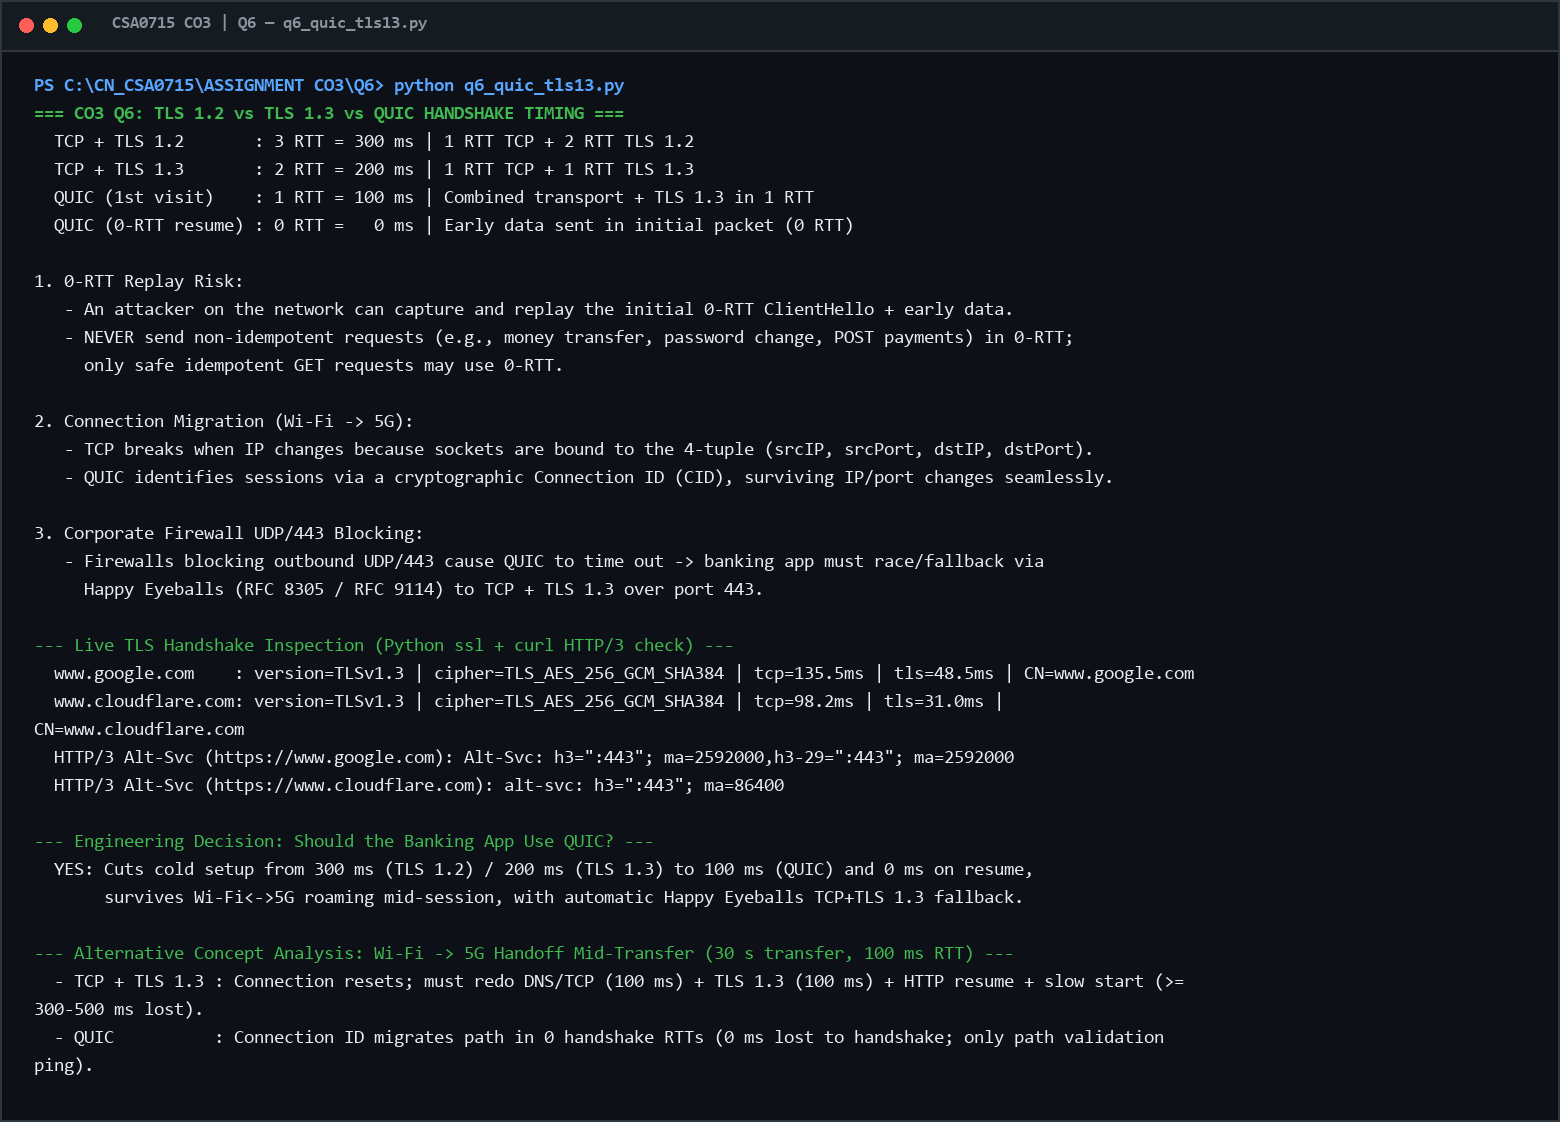 CSA0715 CO3 | Q6 — q6_quic_tls13.py
PS C:\CN_CSA0715\ASSIGNMENT CO3\Q6> python q6_quic_tls13.py
=== CO3 Q6: TLS 1.2 vs TLS 1.3 vs QUIC HANDSHAKE TIMING ===
  TCP + TLS 1.2       : 3 RTT = 300 ms | 1 RTT TCP + 2 RTT TLS 1.2
  TCP + TLS 1.3       : 2 RTT = 200 ms | 1 RTT TCP + 1 RTT TLS 1.3
  QUIC (1st visit)    : 1 RTT = 100 ms | Combined transport + TLS 1.3 in 1 RTT
  QUIC (0-RTT resume) : 0 RTT =   0 ms | Early data sent in initial packet (0 RTT)
1. 0-RTT Replay Risk:
   - An attacker on the network can capture and replay the initial 0-RTT ClientHello + early data.
   - NEVER send non-idempotent requests (e.g., money transfer, password change, POST payments) in 0-RTT;
     only safe idempotent GET requests may use 0-RTT.
2. Connection Migration (Wi-Fi -> 5G):
   - TCP breaks when IP changes because sockets are bound to the 4-tuple (srcIP, srcPort, dstIP, dstPort).
   - QUIC identifies sessions via a cryptographic Connection ID (CID), surviving IP/port changes seamlessly.
3. Corporate Firewall UDP/443 Blocking:
   - Firewalls blocking outbound UDP/443 cause QUIC to time out -> banking app must race/fallback via
     Happy Eyeballs (RFC 8305 / RFC 9114) to TCP + TLS 1.3 over port 443.
--- Live TLS Handshake Inspection (Python ssl + curl HTTP/3 check) ---
  www.google.com    : version=TLSv1.3 | cipher=TLS_AES_256_GCM_SHA384 | tcp=135.5ms | tls=48.5ms | CN=www.google.com
  www.cloudflare.com: version=TLSv1.3 | cipher=TLS_AES_256_GCM_SHA384 | tcp=98.2ms | tls=31.0ms |
CN=www.cloudflare.com
  HTTP/3 Alt-Svc (https://www.google.com): Alt-Svc: h3=":443"; ma=2592000,h3-29=":443"; ma=2592000
  HTTP/3 Alt-Svc (https://www.cloudflare.com): alt-svc: h3=":443"; ma=86400
--- Engineering Decision: Should the Banking App Use QUIC? ---
  YES: Cuts cold setup from 300 ms (TLS 1.2) / 200 ms (TLS 1.3) to 100 ms (QUIC) and 0 ms on resume,
       survives Wi-Fi<->5G roaming mid-session, with automatic Happy Eyeballs TCP+TLS 1.3 fallback.
--- Alternative Concept Analysis: Wi-Fi -> 5G Handoff Mid-Transfer (30 s transfer, 100 ms RTT) ---
  - TCP + TLS 1.3 : Connection resets; must redo DNS/TCP (100 ms) + TLS 1.3 (100 ms) + HTTP resume + slow start (>=
300-500 ms lost).
  - QUIC          : Connection ID migrates path in 0 handshake RTTs (0 ms lost to handshake; only path validation
ping).